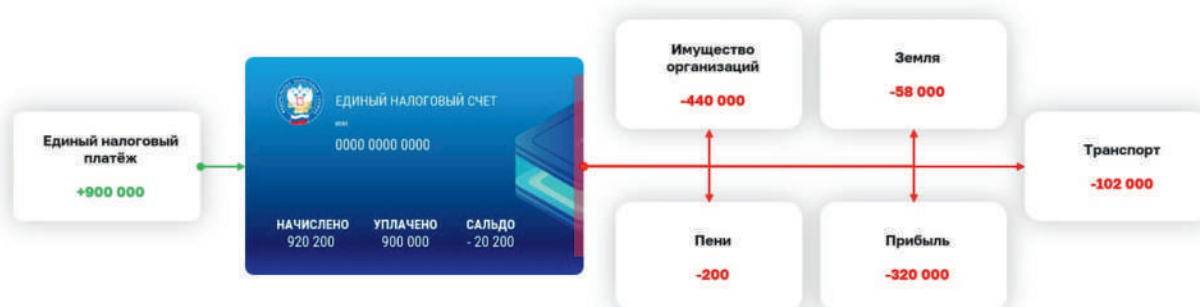 Единый налоговый
платёж
+900 000
ЕДИНЫЙ НАЛОГОВЫЙ СЧЕТ
ИНН
0000 0000 0000
НАЧИСЛЕНО УПЛАЧЕНО САЛЬДО
920 200 900 000 - 20 200
Имущество
организаций
-440 000
Земля
-58 000
Транспорт
-102 000
Пени
-200
Прибыль
-320 000